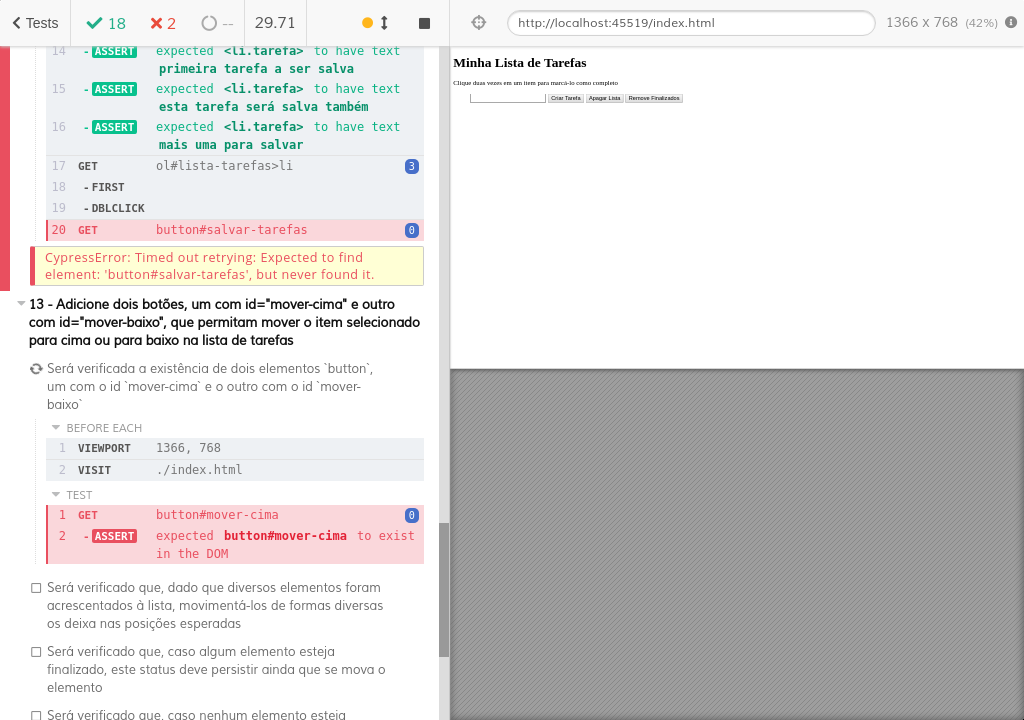 Tests
18
2
--
29.71
http://localhost:45519/index.html
1366 x 768 (42%)
14 - ASSERT expected <li.tarefa> to have text
primeira tarefa a ser salva
15 - ASSERT expected <li.tarefa> to have text
esta tarefa será salva também
16 - ASSERT expected <li.tarefa> to have text
mais uma para salvar
17 GET ol#lista-tarefas>li 3
18 - FIRST
19 - DBLCLICK
20 GET button#salvar-tarefas 0
CypressError: Timed out retrying: Expected to find
element: 'button#salvar-tarefas', but never found it.
13 - Adicione dois botões, um com id="mover-cima" e outro
com id="mover-baixo", que permitam mover o item selecionado
para cima ou para baixo na lista de tarefas
Será verificada a existência de dois elementos `button`,
um com o id `mover-cima` e o outro com o id `mover-
baixo`
BEFORE EACH
1 VIEWPORT 1366, 768
2 VISIT ./index.html
TEST
1 GET button#mover-cima 0
2 - ASSERT expected button#mover-cima to exist
in the DOM
Será verificado que, dado que diversos elementos foram
acrescentados à lista, movimentá-los de formas diversas
os deixa nas posições esperadas
Será verificado que, caso algum elemento esteja
finalizado, este status deve persistir ainda que se mova o
elemento
Será verificado que, caso nenhum elemento esteja
Minha Lista de Tarefas
Clique duas vezes em um item para marcá-lo como completo
Criar Tarefa Apagar Lista Remove Finalizados